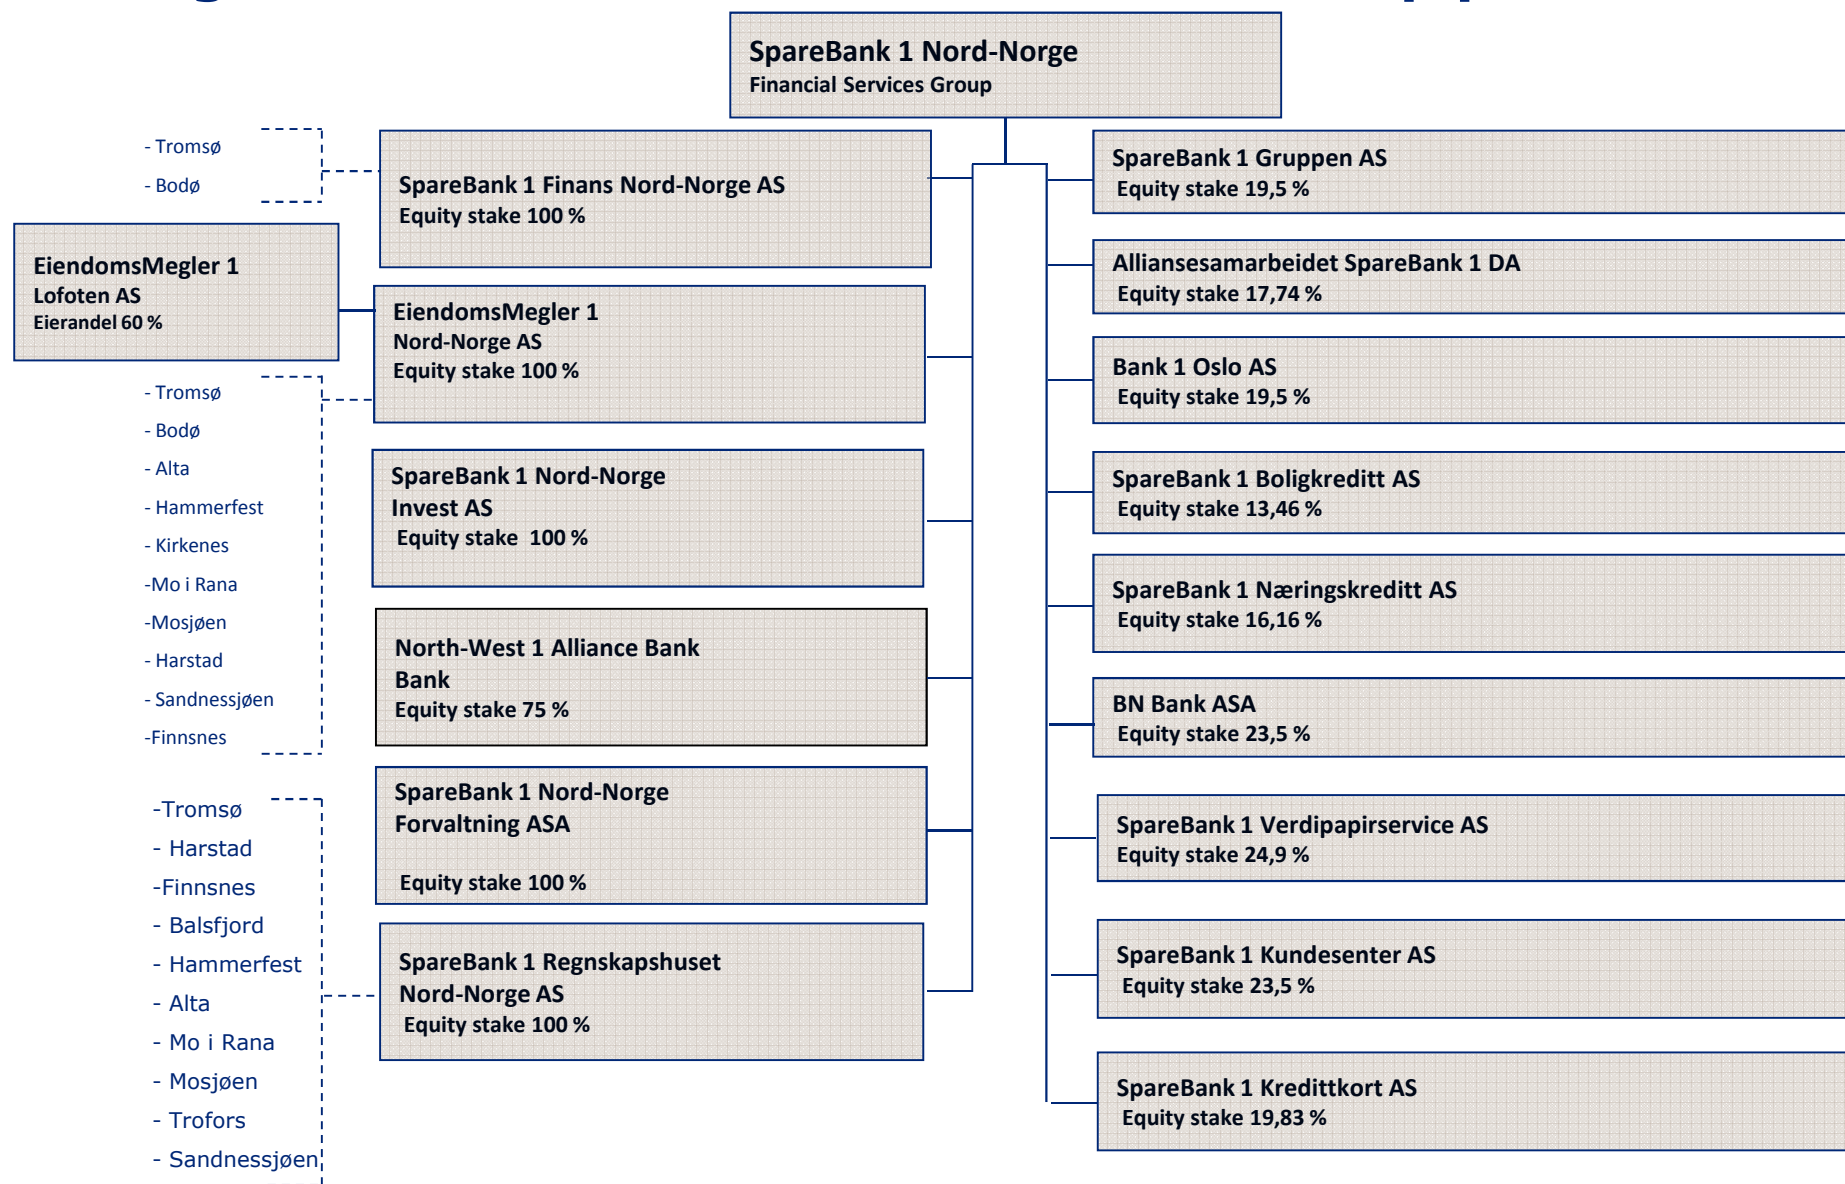 SpareBank 1 Nord-Norge
Financial Services Group
- Tromsø
- Bodø
SpareBank 1 Finans Nord-Norge AS
Equity stake 100 %
EiendomsMegler 1
Lofoten AS
Eierandel 60 %
EiendomsMegler 1
Nord-Norge AS
Equity stake 100 %
- Tromsø
- Bodø
- Alta
- Hammerfest
- Kirkenes
-Mo i Rana
-Mosjøen
- Harstad
- Sandnessjøen
-Finnsnes
SpareBank 1 Nord-Norge
Invest AS
Equity stake 100 %
North-West 1 Alliance Bank
Bank
Equity stake 75 %
SpareBank 1 Nord-Norge
Forvaltning ASA
Equity stake 100 %
-Tromsø
- Harstad
-Finnsnes
- Balsfjord
- Hammerfest
- Alta
- Mo i Rana
- Mosjøen
- Trofors
- Sandnessjøen
SpareBank 1 Regnskapshuset
Nord-Norge AS
Equity stake 100 %
SpareBank 1 Gruppen AS
Equity stake 19,5 %
Alliansesamarbeidet SpareBank 1 DA
Equity stake 17,74 %
Bank 1 Oslo AS
Equity stake 19,5 %
SpareBank 1 Boligkreditt AS
Equity stake 13,46 %
SpareBank 1 Næringskreditt AS
Equity stake 16,16 %
BN Bank ASA
Equity stake 23,5 %
SpareBank 1 Verdipapirservice AS
Equity stake 24,9 %
SpareBank 1 Kundesenter AS
Equity stake 23,5 %
SpareBank 1 Kredittkort AS
Equity stake 19,83 %